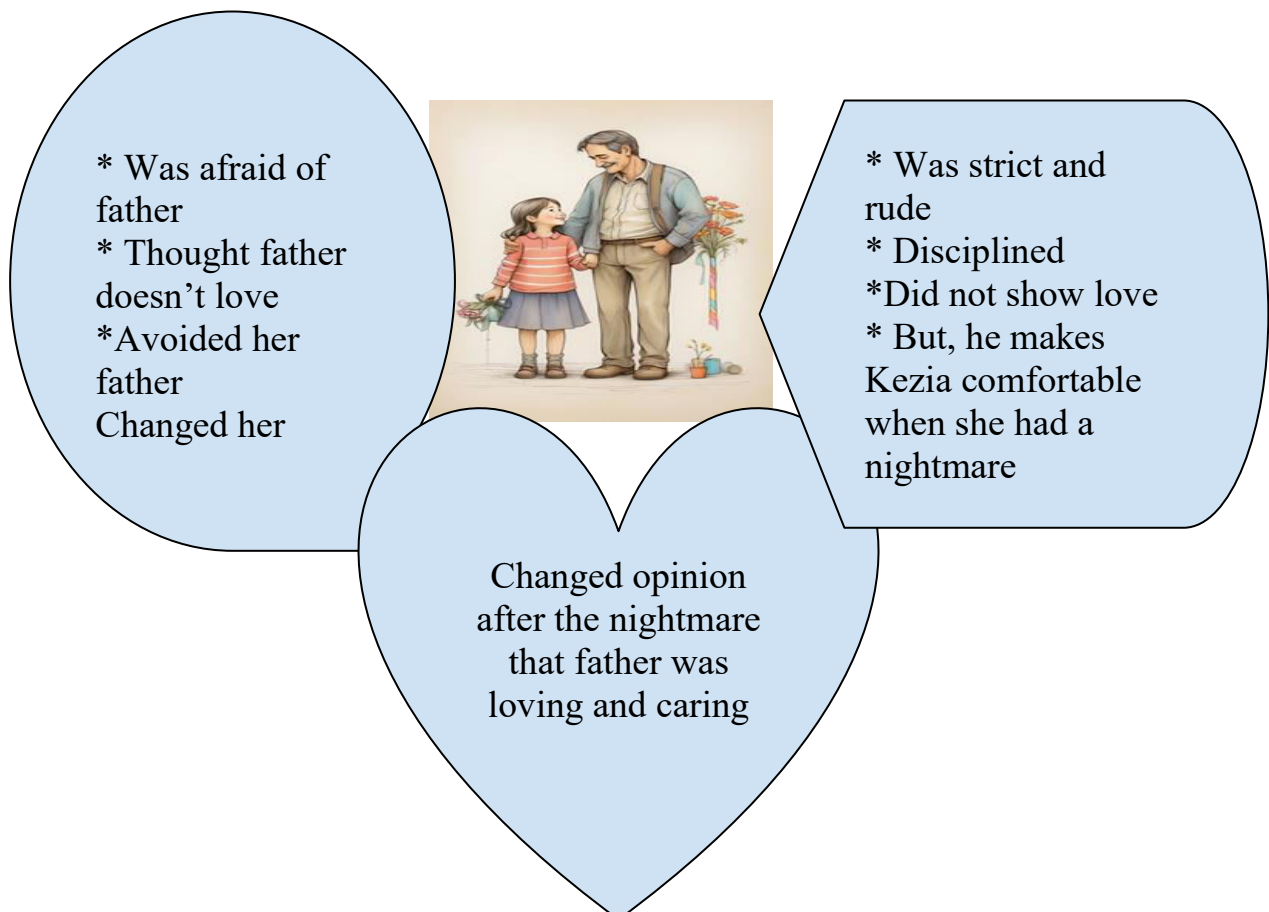 * Was afraid of
father
* Thought father
doesn’t love
*Avoided her
father
Changed her
* Was strict and
rude
* Disciplined
*Did not show love
* But, he makes
Kezia comfortable
when she had a
nightmare
Changed opinion
after the nightmare
that father was
loving and caring